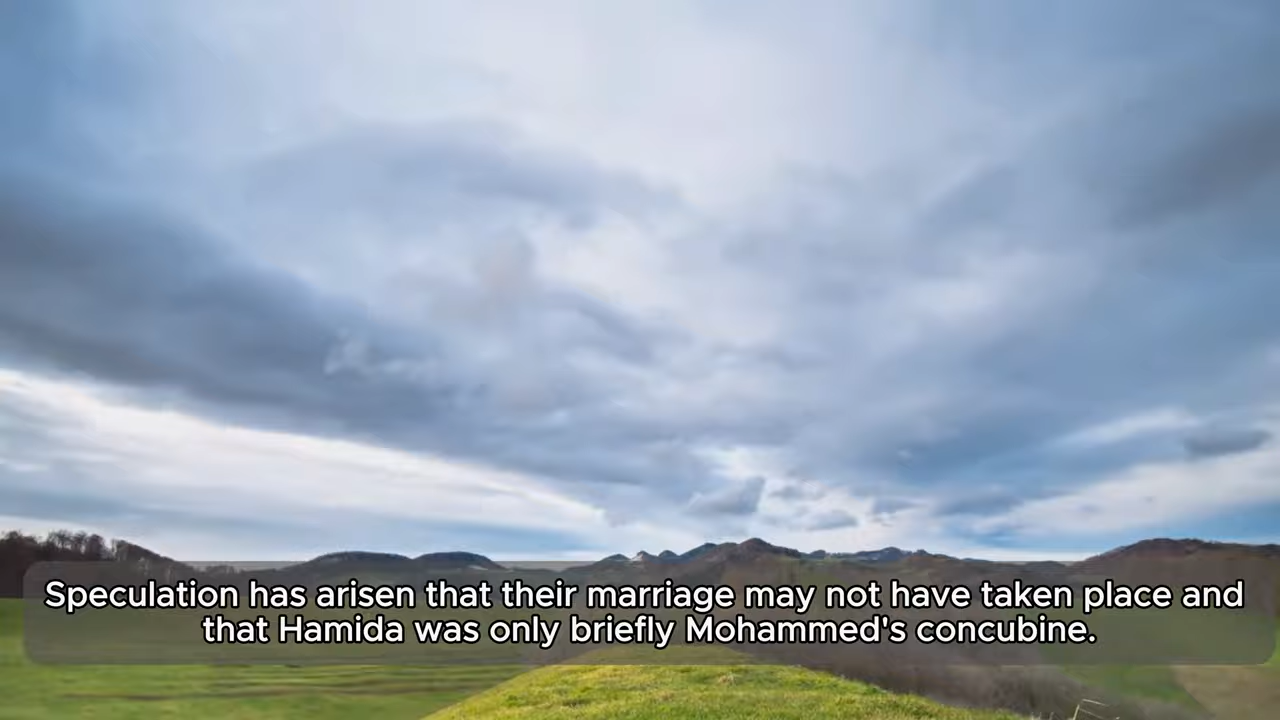 Speculation has arisen that their marriage may not have taken place and
that Hamida was only briefly Mohammed's concubine.